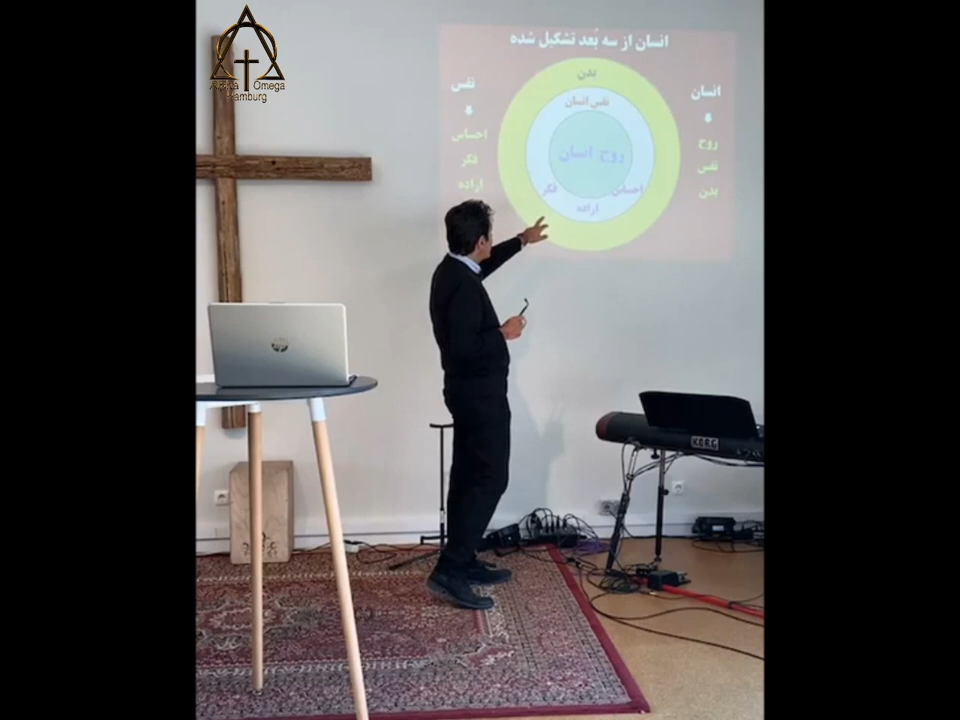 Alpha Omega
Hamburg
انسان از سه بُعد تشکیل شده
انسان
روح
نفس
بدن
بدن
نفس انسان
روح انسان
احساس
فکر
اراده
نفس
احساس
فکر
اراده
hp
KORG